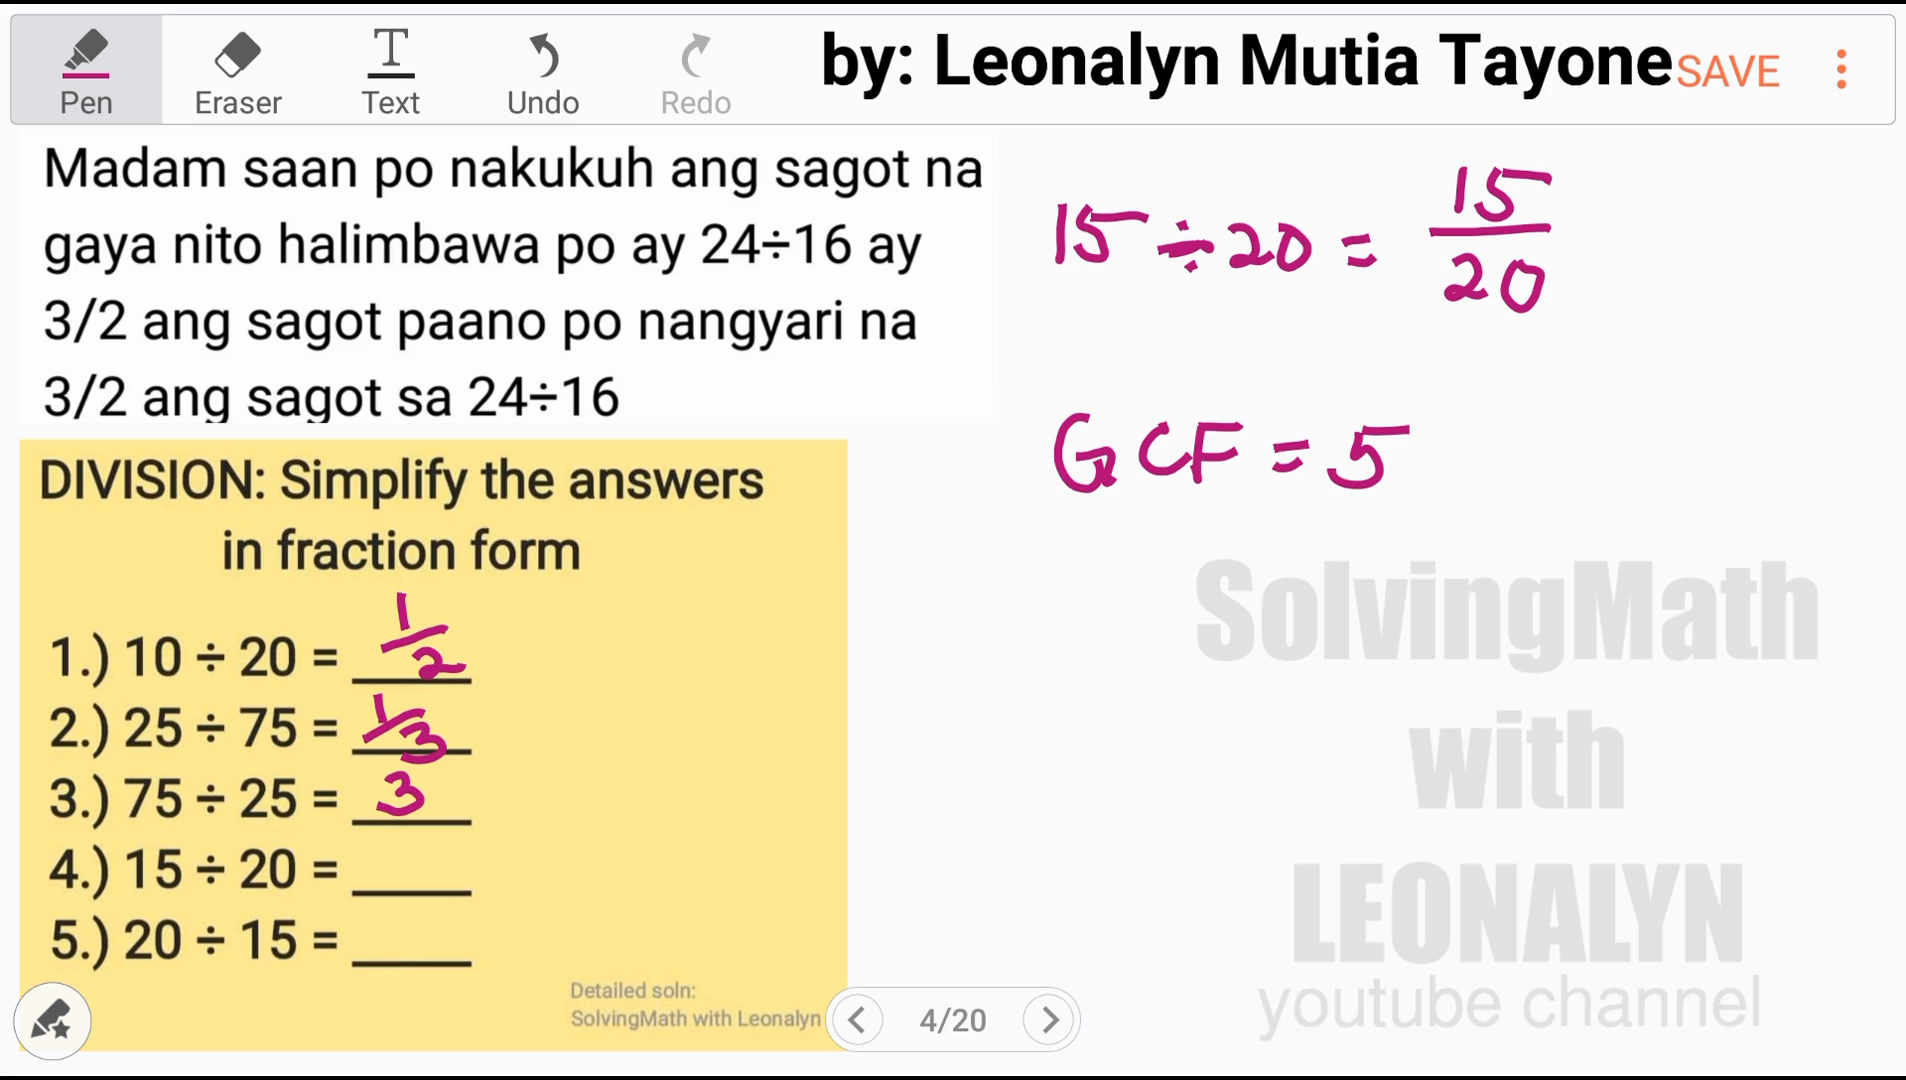 Pen
Eraser
Text
Undo
Redo
by: Leonalyn Mutia Tayone
SAVE
Madam saan po nakukuh ang sagot na
gaya nito halimbawa po ay 24÷16 ay
3/2 ang sagot paano po nangyari na
3/2 ang sagot sa 24÷16
15 ÷ 20 = 15/20
GCF = 5
DIVISION: Simplify the answers
in fraction form
1.) 10 ÷ 20 = 1/2
2.) 25 ÷ 75 = 1/3
3.) 75 ÷ 25 = 3
4.) 15 ÷ 20 = ____
5.) 20 ÷ 15 = ____
Detailed soln:
SolvingMath with Leonalyn
4/20
SolvingMath
with
LEONALYN
youtube channel